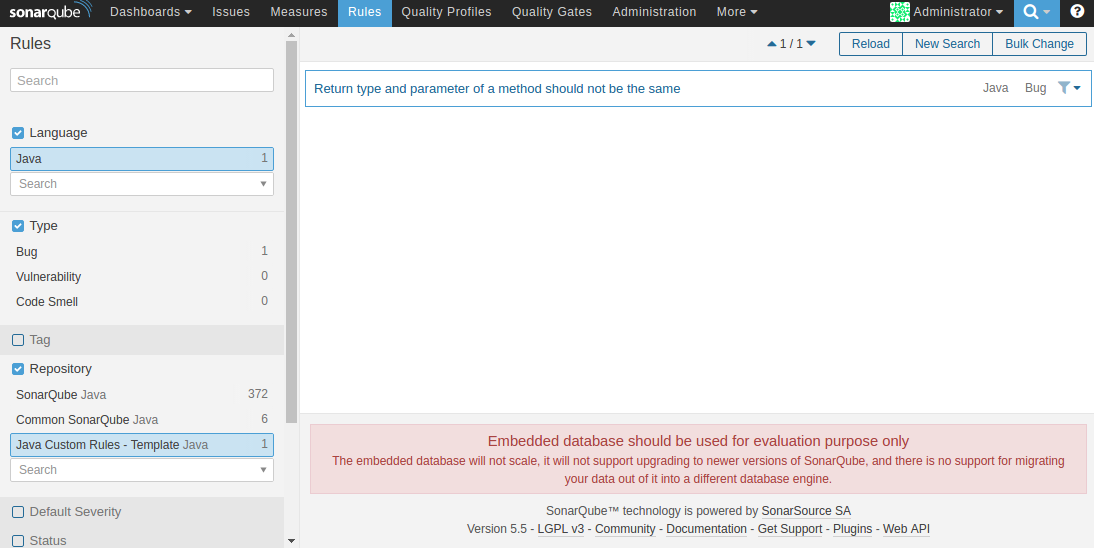 sonarqube Dashboards Issues Measures Rules Quality Profiles Quality Gates Administration More Administrator ?
Rules
1 / 1 Reload New Search Bulk Change
Search
Return type and parameter of a method should not be the same Java Bug
Language
Java 1
Search
Type
Bug 1
Vulnerability 0
Code Smell 0
Tag
Repository
SonarQube Java 372
Common SonarQube Java 6
Java Custom Rules - Template Java 1
Search
Default Severity
Status
Embedded database should be used for evaluation purpose only
The embedded database will not scale, it will not support upgrading to newer versions of SonarQube, and there is no support for migrating
your data out of it into a different database engine.
SonarQube™ technology is powered by SonarSource SA
Version 5.5 - LGPL v3 - Community - Documentation - Get Support - Plugins - Web API